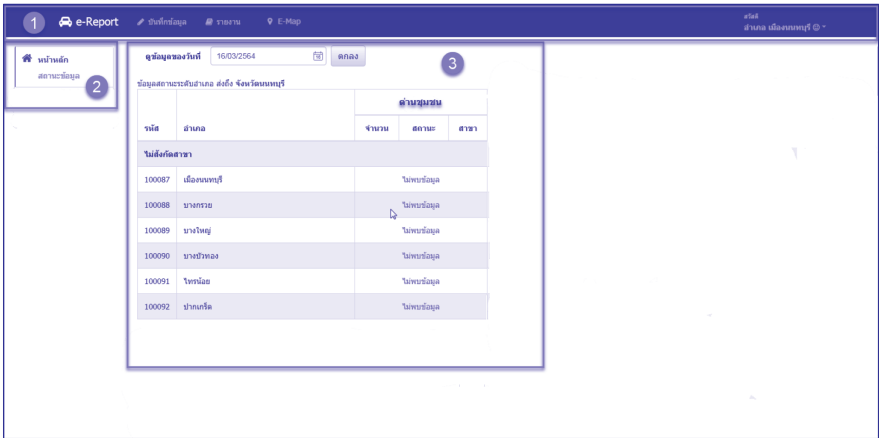 1 e-Report บันทึกข้อมูล รายงาน E-Map
สวัสดี
อำเภอ เมืองนนทบุรี
หน้าหลัก
สถานะข้อมูล
2
ดูข้อมูลของวันที่ 16/03/2564 ตกลง
3
ข้อมูลสถานะระดับอำเภอ ส่งถึง จังหวัดนนทบุรี
ด่านชุมชน
รหัส อำเภอ จำนวน สถานะ สาขา
ไม่สังกัดสาขา
100087 เมืองนนทบุรี ไม่พบข้อมูล
100088 บางกรวย ไม่พบข้อมูล
100089 บางใหญ่ ไม่พบข้อมูล
100090 บางบัวทอง ไม่พบข้อมูล
100091 ไทรน้อย ไม่พบข้อมูล
100092 ปากเกร็ด ไม่พบข้อมูล